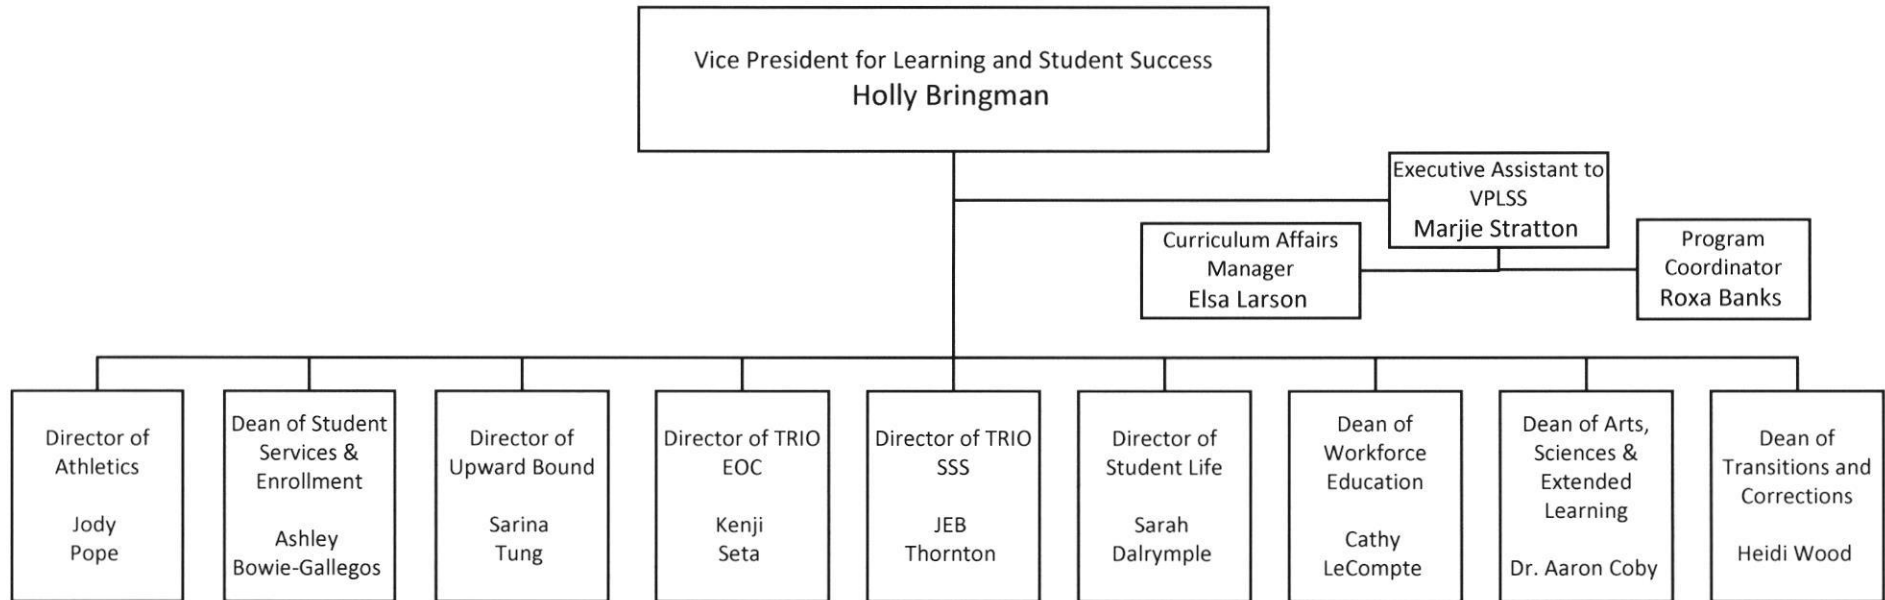 Vice President for Learning and Student Success
Holly Bringman
Executive Assistant to
VPLSS
Marjie Stratton
Curriculum Affairs
Manager
Elsa Larson
Program
Coordinator
Roxa Banks
Director of
Athletics
Jody
Pope
Dean of Student
Services &
Enrollment
Ashley
Bowie-Gallegos
Director of
Upward Bound
Sarina
Tung
Director of TRIO
EOC
Kenji
Seta
Director of TRIO
SSS
JEB
Thornton
Director of
Student Life
Sarah
Dalrymple
Dean of
Workforce
Education
Cathy
LeCompte
Dean of Arts,
Sciences &
Extended
Learning
Dr. Aaron Coby
Dean of
Transitions and
Corrections
Heidi Wood